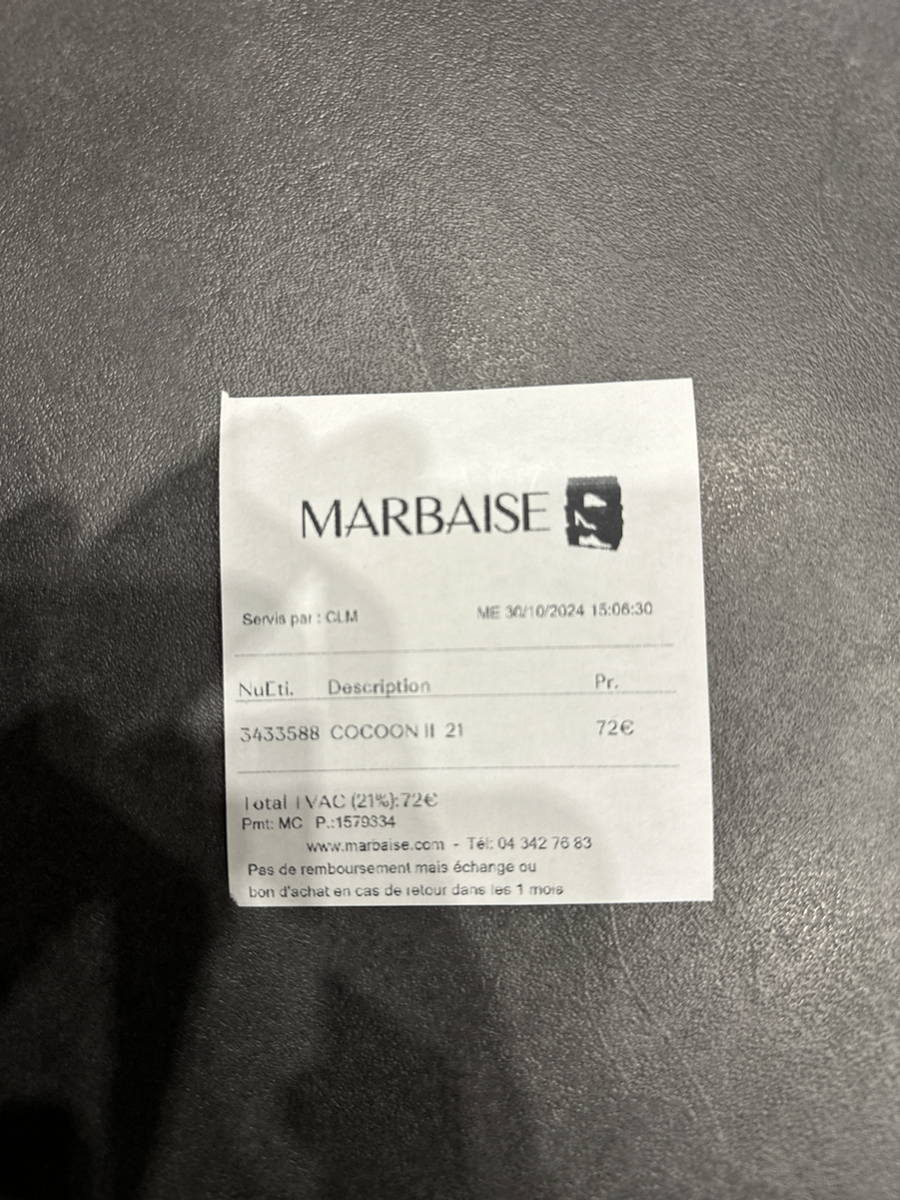 MARBAISE
Servis par : CLM ME 30/10/2024 15:06:30
NuEti. Description Pr.
3433588 COCOON II 21 72€
Total TVAC (21%):72€
Pmt: MC P.:1579334
www.marbaise.com - Tél: 04 342 76 83
Pas de remboursement mais échange ou
bon d'achat en cas de retour dans les 1 mois